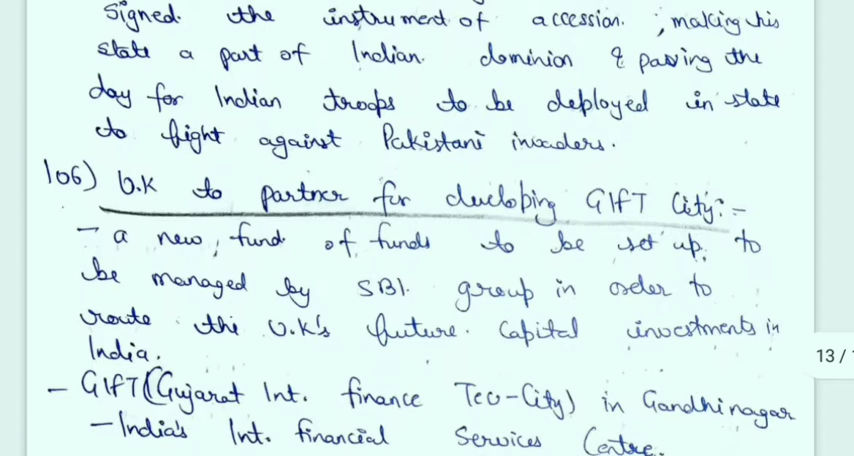 signed the instrument of accession. ; making his
state a part of Indian dominion & paving the
day for Indian troops to be deployed in state
to fight against Pakistani invaders.
106) U.K to partner for developing GIFT City:-
- a new, fund of funds to be set up. to
be managed by SBI. group in order to
route the U.K's future. Capital investments in
India.
- GIFT (Gujarat Int. finance Tec-City) in Gandhinagar
- India's Int. financial Services Centre.
13 /